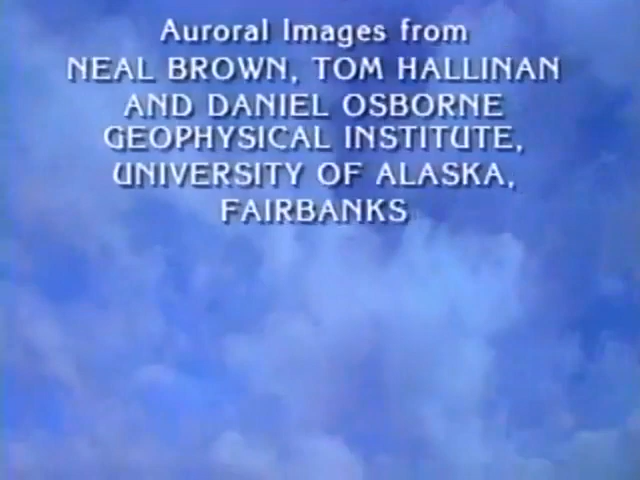 Auroral Images from
NEAL BROWN, TOM HALLINAN
AND DANIEL OSBORNE
GEOPHYSICAL INSTITUTE,
UNIVERSITY OF ALASKA,
FAIRBANKS